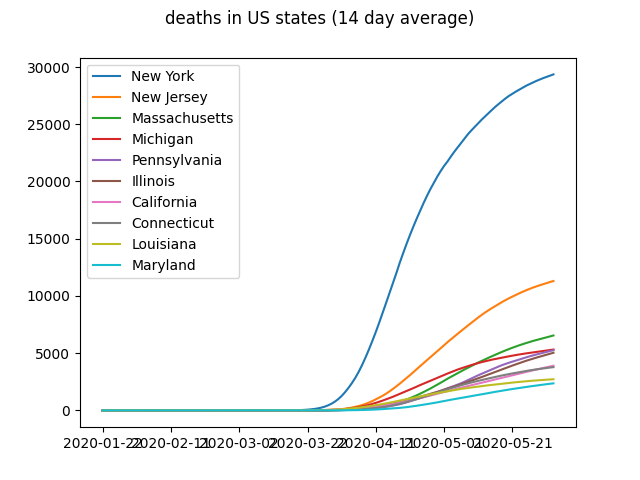 deaths in US states (14 day average)
30000
25000
20000
15000
10000
5000
0
New York
New Jersey
Massachusetts
Michigan
Pennsylvania
Illinois
California
Connecticut
Louisiana
Maryland
2020-01-22 2020-02-11 2020-03-02 2020-03-22 2020-04-11 2020-05-01 2020-05-21